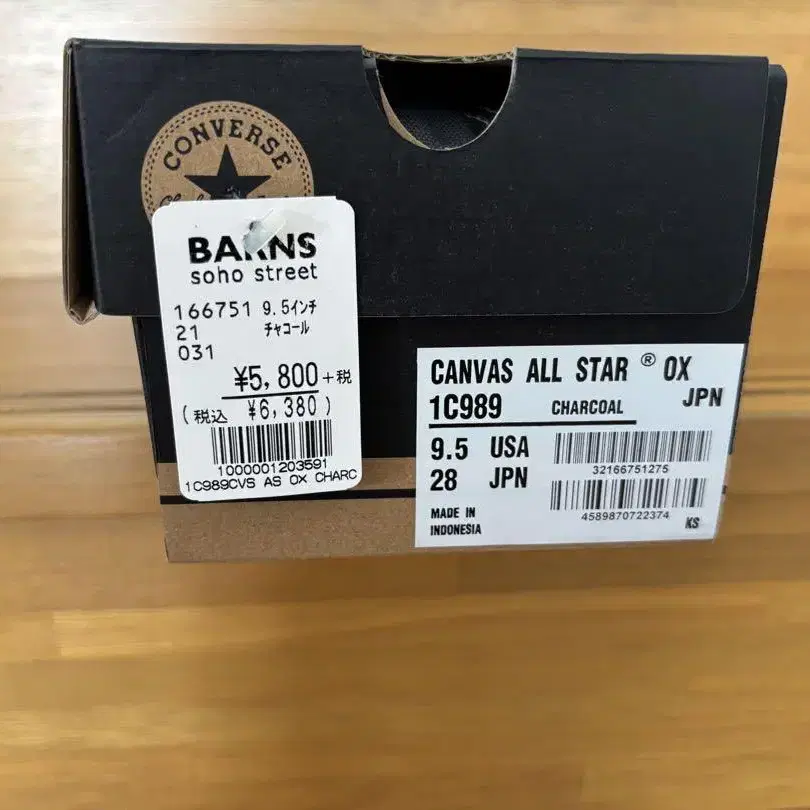 CONVERSE
BARNS
soho street
166751 9.5インチ
21 チャコール
031
¥5,800+税
(税込 ¥6,380)
1000001203591
1C989CVS AS OX CHARC
CANVAS ALL STAR® OX
1C989 CHARCOAL JPN
9.5 USA
32166751275
28 JPN
4589870722374
MADE IN
INDONESIA
KS